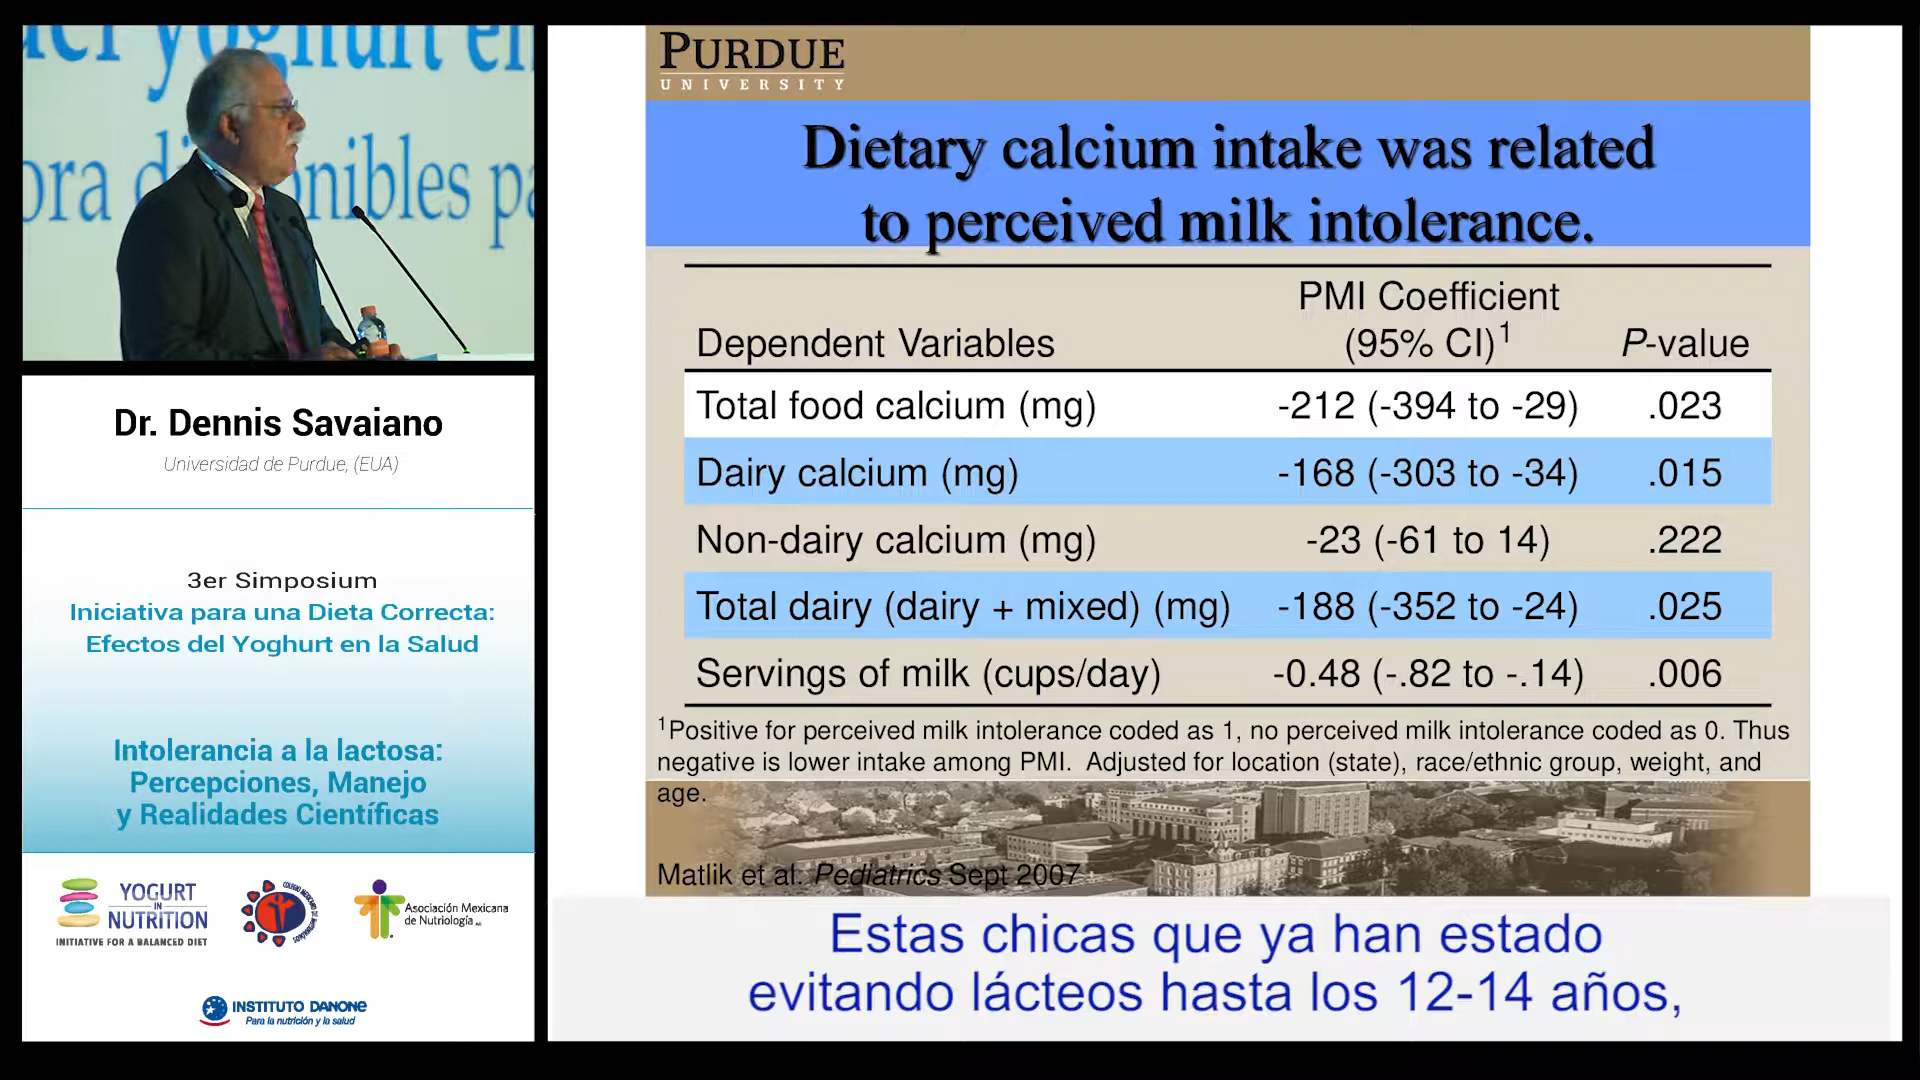 del yoghurt en
ora disponibles pa
Dr. Dennis Savaiano
Universidad de Purdue, (EUA)
3er Simposium
Iniciativa para una Dieta Correcta:
Efectos del Yoghurt en la Salud
Intolerancia a la lactosa:
Percepciones, Manejo
y Realidades Científicas
YOGURT
IN
NUTRITION
INITIATIVE FOR A BALANCED DIET
Asociación Mexicana
de Nutriología
INSTITUTO DANONE
Para la nutrición y la salud
PURDUE
UNIVERSITY
Dietary calcium intake was related
to perceived milk intolerance.
Dependent Variables PMI Coefficient (95% CI)1 P-value
Total food calcium (mg) -212 (-394 to -29) .023
Dairy calcium (mg) -168 (-303 to -34) .015
Non-dairy calcium (mg) -23 (-61 to 14) .222
Total dairy (dairy + mixed) (mg) -188 (-352 to -24) .025
Servings of milk (cups/day) -0.48 (-.82 to -.14) .006
1Positive for perceived milk intolerance coded as 1, no perceived milk intolerance coded as 0. Thus
negative is lower intake among PMI. Adjusted for location (state), race/ethnic group, weight, and
age.
Matlik et al. Pediatrics Sept 2007
Estas chicas que ya han estado
evitando lácteos hasta los 12-14 años,